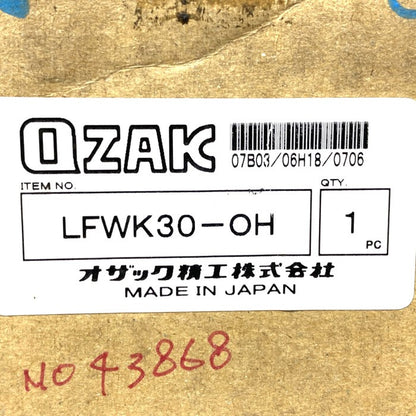 OZAK
07B03/06H18/0706
ITEM NO.
QTY.
LFWK30-OH
1
PC
オザック精工株式会社
MADE IN JAPAN
NO 43868